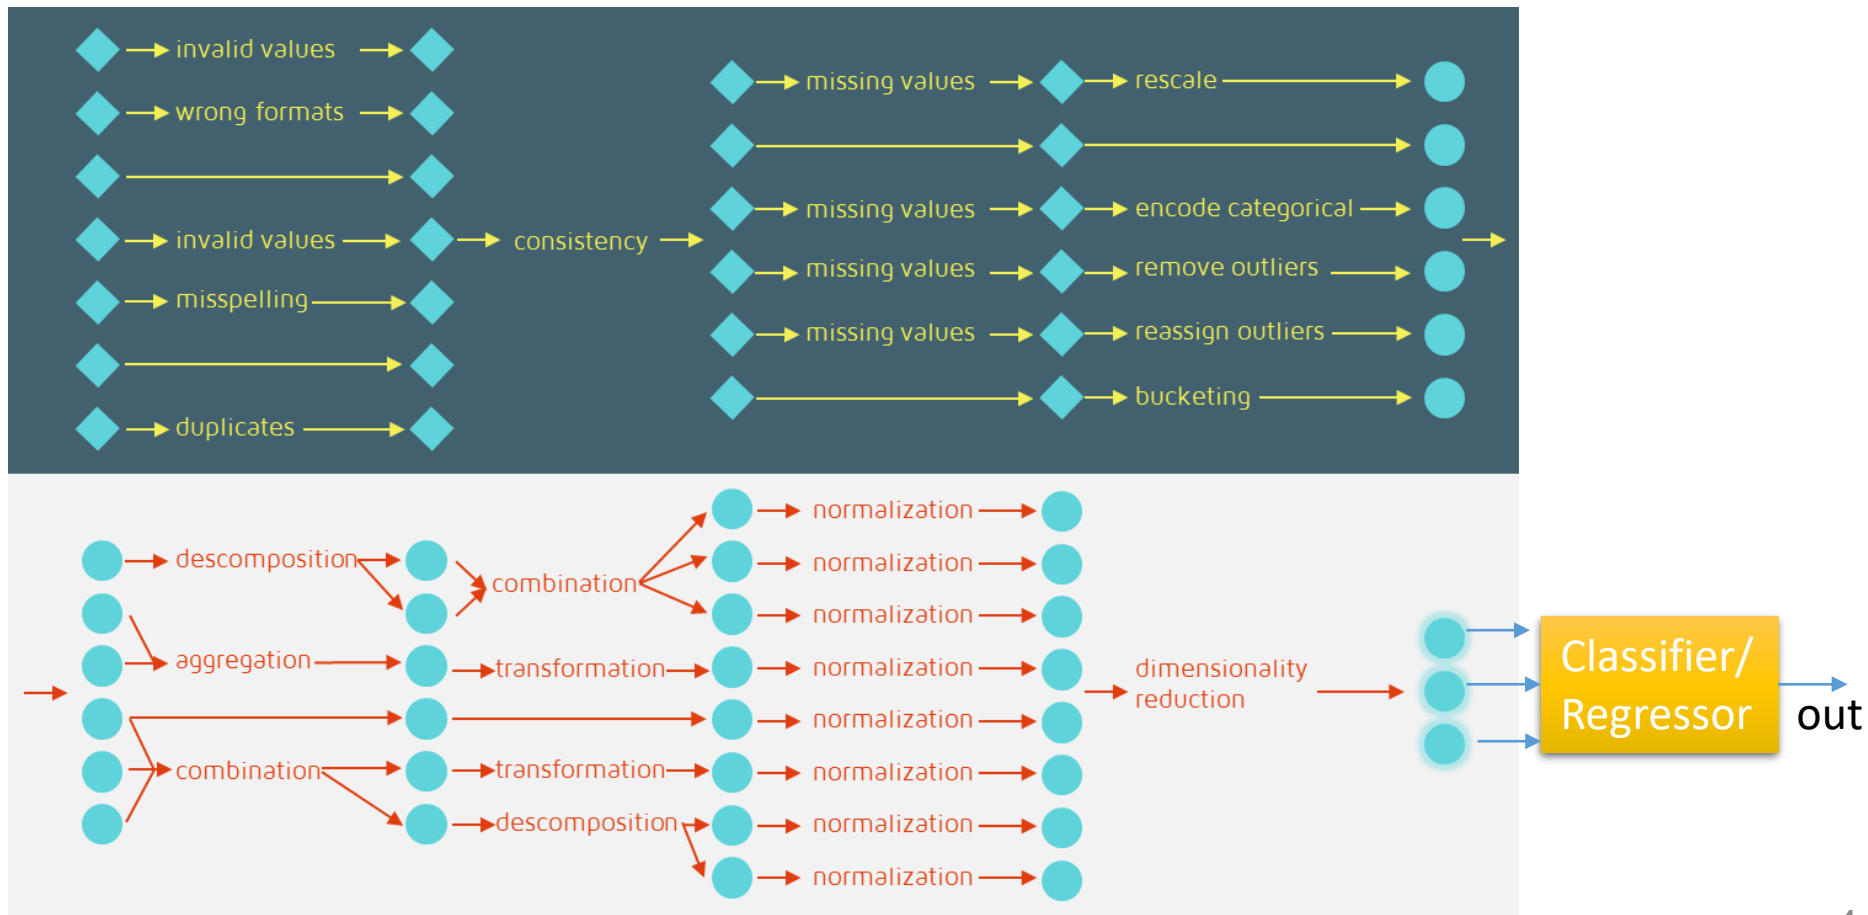 invalid values
wrong formats
invalid values
misspelling
duplicates
consistency
missing values
missing values
missing values
missing values
rescale
encode categorical
remove outliers
reassign outliers
bucketing
descomposition
aggregation
combination
combination
transformation
transformation
descomposition
normalization
normalization
normalization
normalization
normalization
normalization
normalization
normalization
dimensionality
reduction
Classifier/
Regressor
out